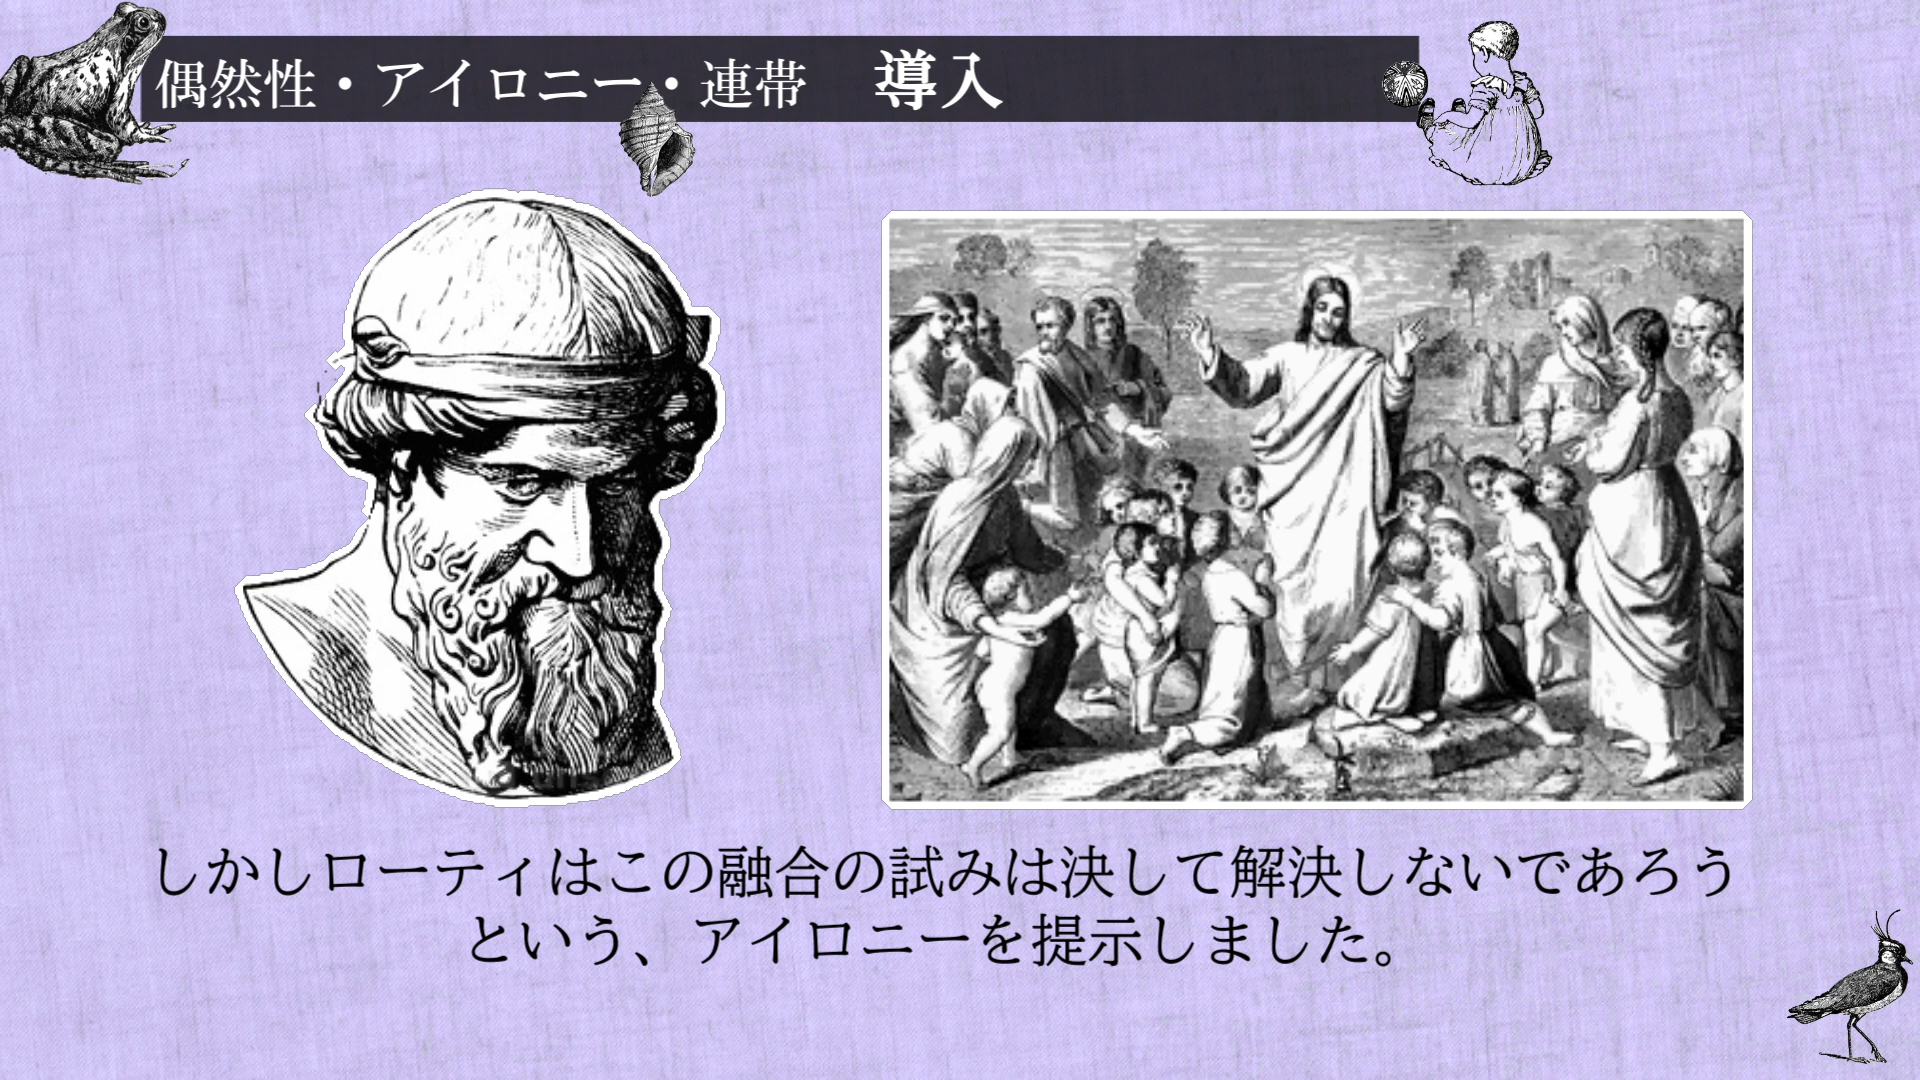 偶然性・アイロニー・連帯　導入
しかしローティはこの融合の試みは決して解決しないであろう
という、アイロニーを提示しました。